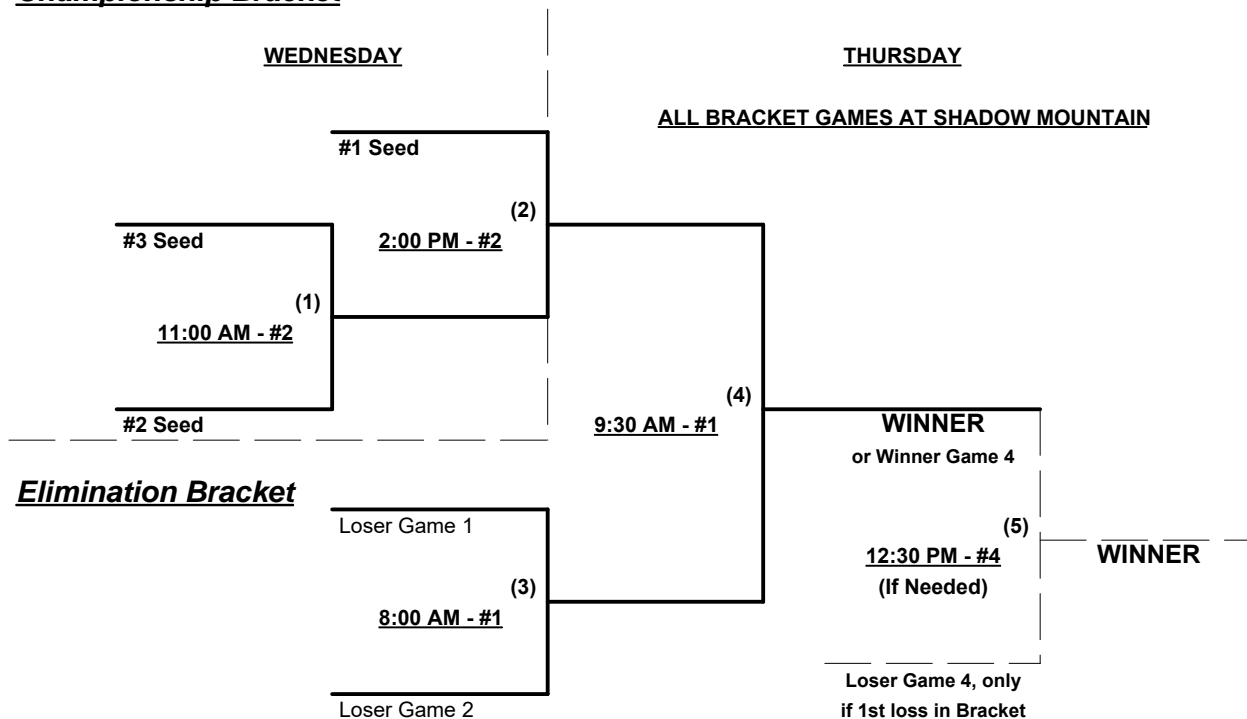 Championship Bracket
WEDNESDAY
THURSDAY
ALL BRACKET GAMES AT SHADOW MOUNTAIN
#1 Seed
(2)
2:00 PM - #2
#3 Seed
(1)
11:00 AM - #2
#2 Seed
(4)
9:30 AM - #1
WINNER
or Winner Game 4
Elimination Bracket
Loser Game 1
(3)
8:00 AM - #1
Loser Game 2
(5)
12:30 PM - #4
(If Needed)
WINNER
Loser Game 4, only
if 1st loss in Bracket